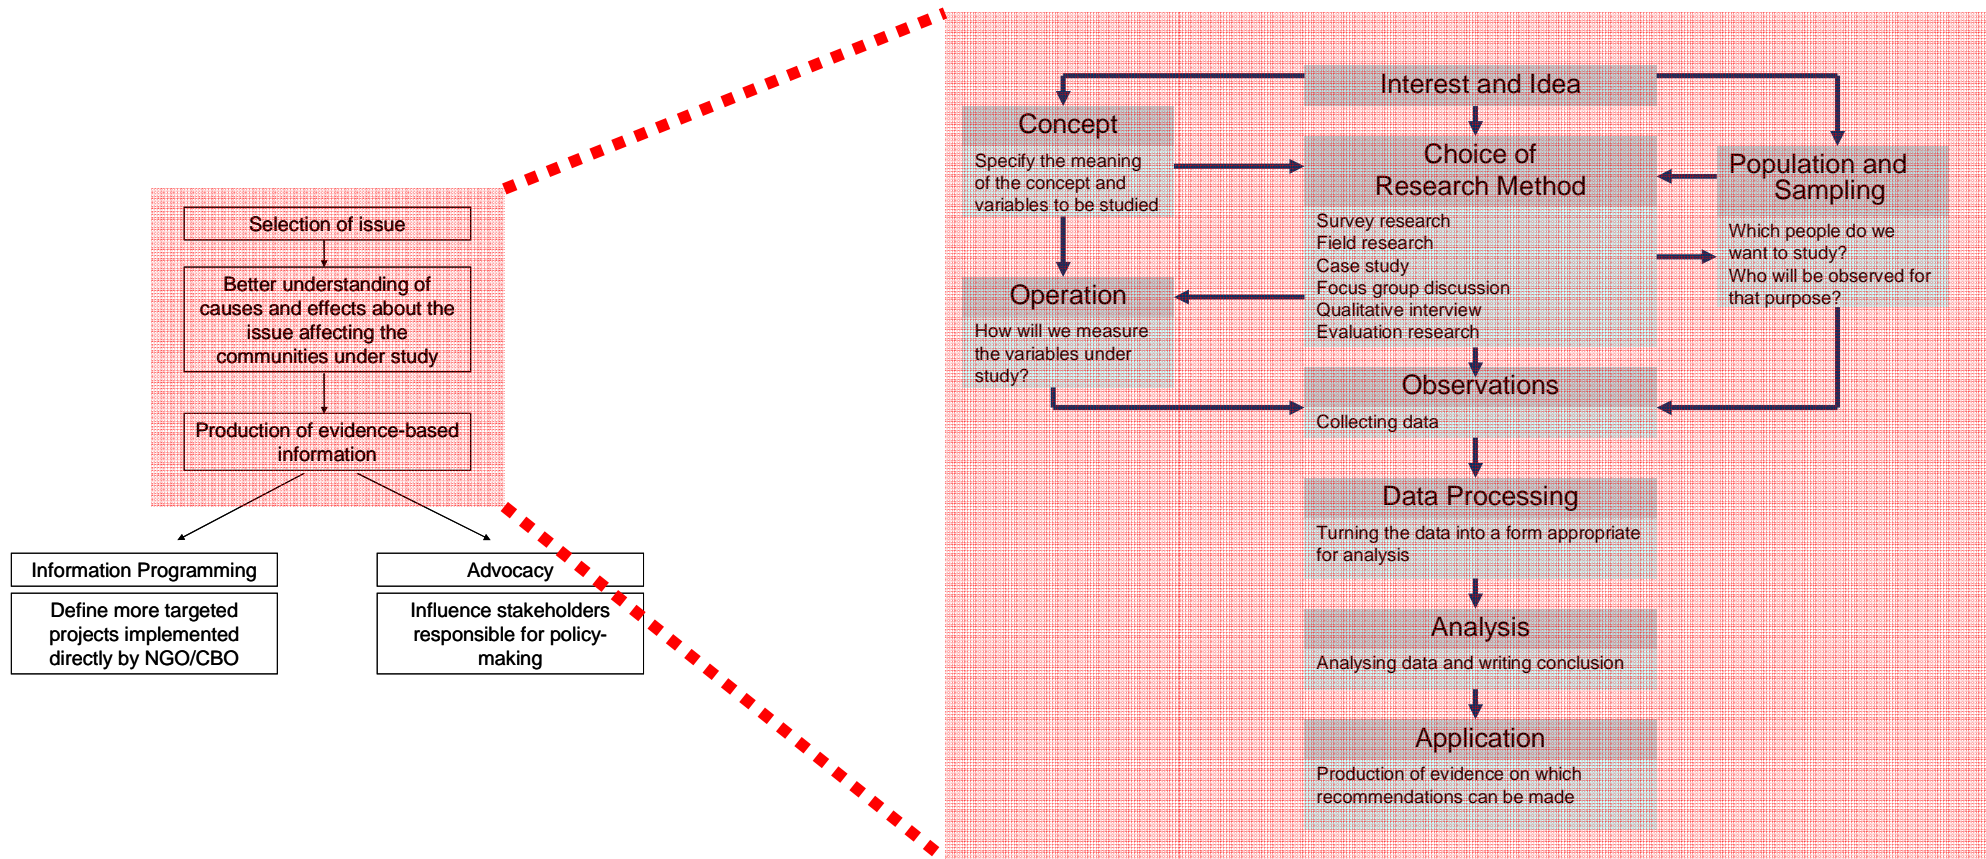 Selection of issue
Better understanding of
causes and effects about the
issue affecting the
communities under study
Production of evidence-based
information
Information Programming
Define more targeted
projects implemented
directly by NGO/CBO
Advocacy
Influence stakeholders
responsible for policy-
making
Interest and Idea
Concept
Specify the meaning
of the concept and
variables to be studied
Choice of
Research Method
Survey research
Field research
Case study
Focus group discussion
Qualitative interview
Evaluation research
Population and
Sampling
Which people do we
want to study?
Who will be observed for
that purpose?
Operation
How will we measure
the variables under
study?
Observations
Collecting data
Data Processing
Turning the data into a form appropriate
for analysis
Analysis
Analysing data and writing conclusion
Application
Production of evidence on which
recommendations can be made